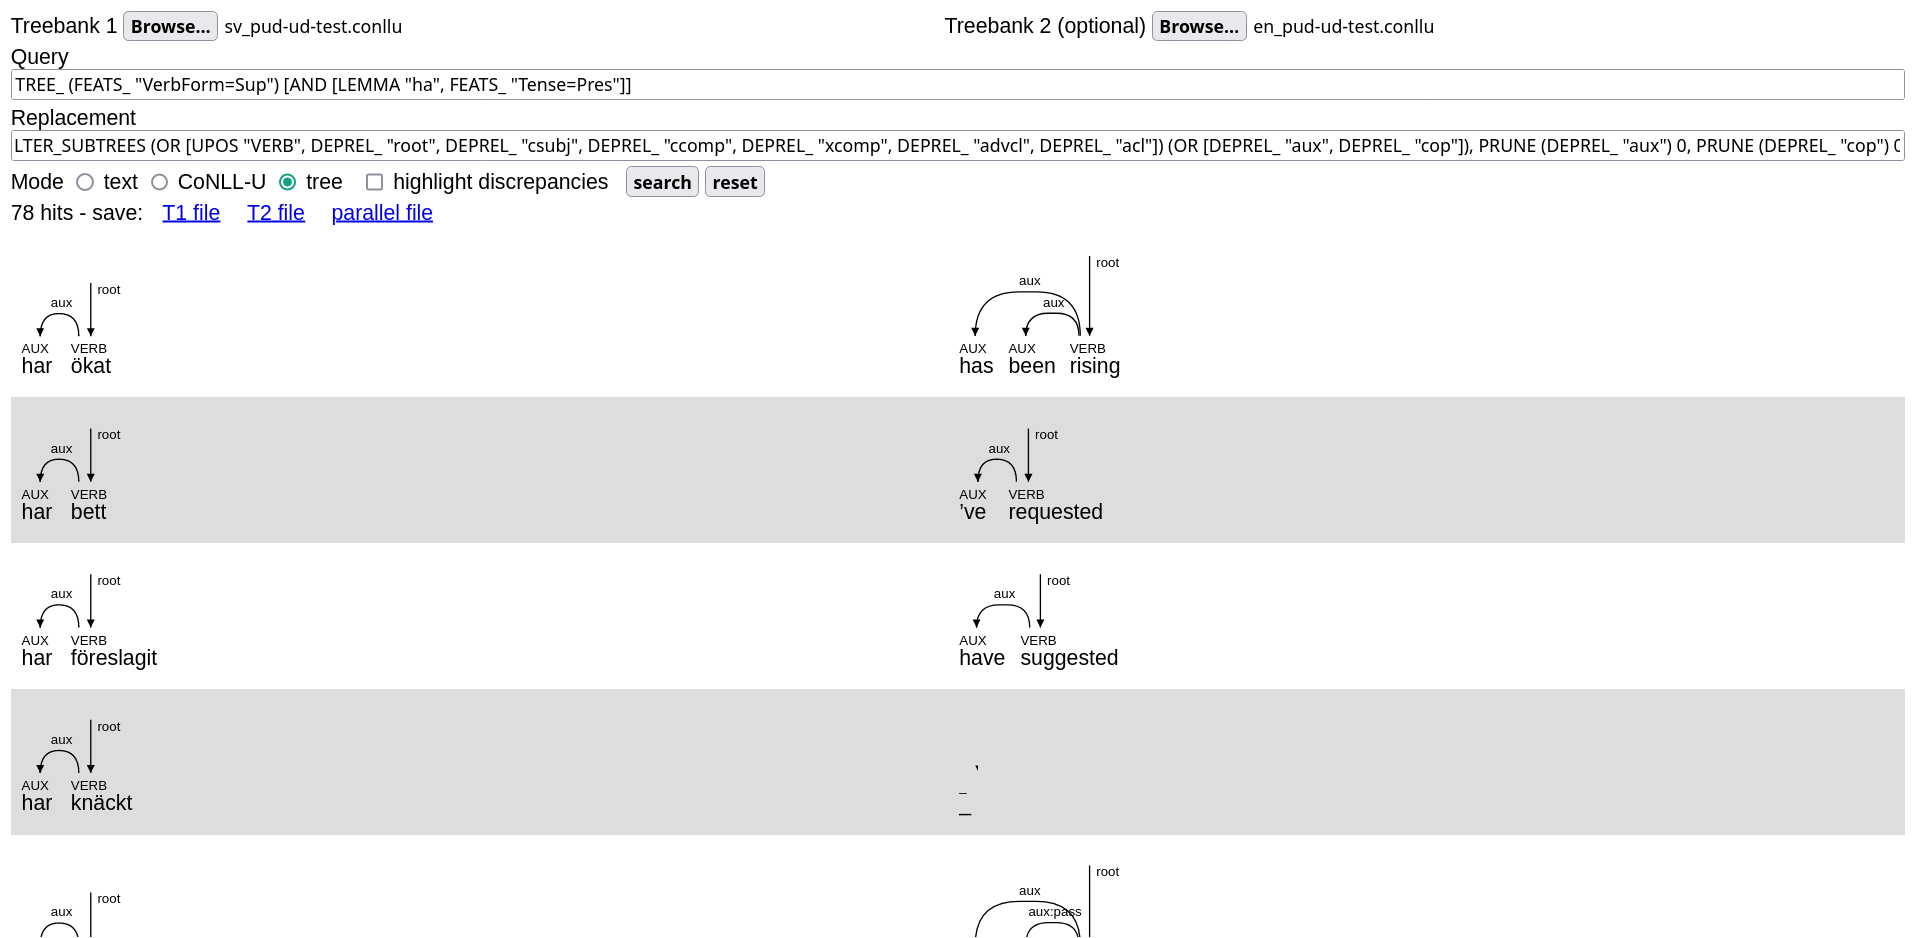 Treebank 1 Browse... sv_pud-ud-test.conllu Treebank 2 (optional) Browse... en_pud-ud-test.conllu
Query
TREE_ (FEATS_ "VerbForm=Sup") [AND [LEMMA "ha", FEATS_ "Tense=Pres"]]
Replacement
LTER_SUBTREES (OR [UPOS "VERB", DEPREL_ "root", DEPREL_ "csubj", DEPREL_ "ccomp", DEPREL_ "xcomp", DEPREL_ "advcl", DEPREL_ "acl"]) (OR [DEPREL_ "aux", DEPREL_ "cop"]), PRUNE (DEPREL_ "aux") 0, PRUNE (DEPREL_ "cop")
Mode text CoNLL-U tree highlight discrepancies search reset
78 hits - save: T1 file T2 file parallel file
root
aux
AUX VERB
har ökat
root
aux
aux
AUX AUX VERB
has been rising
root
aux
AUX VERB
har bett
root
aux
AUX VERB
've requested
root
aux
AUX VERB
har föreslagit
root
aux
AUX VERB
have suggested
root
aux
AUX VERB
har knäckt
_
_
root
aux
root
aux
aux:pass